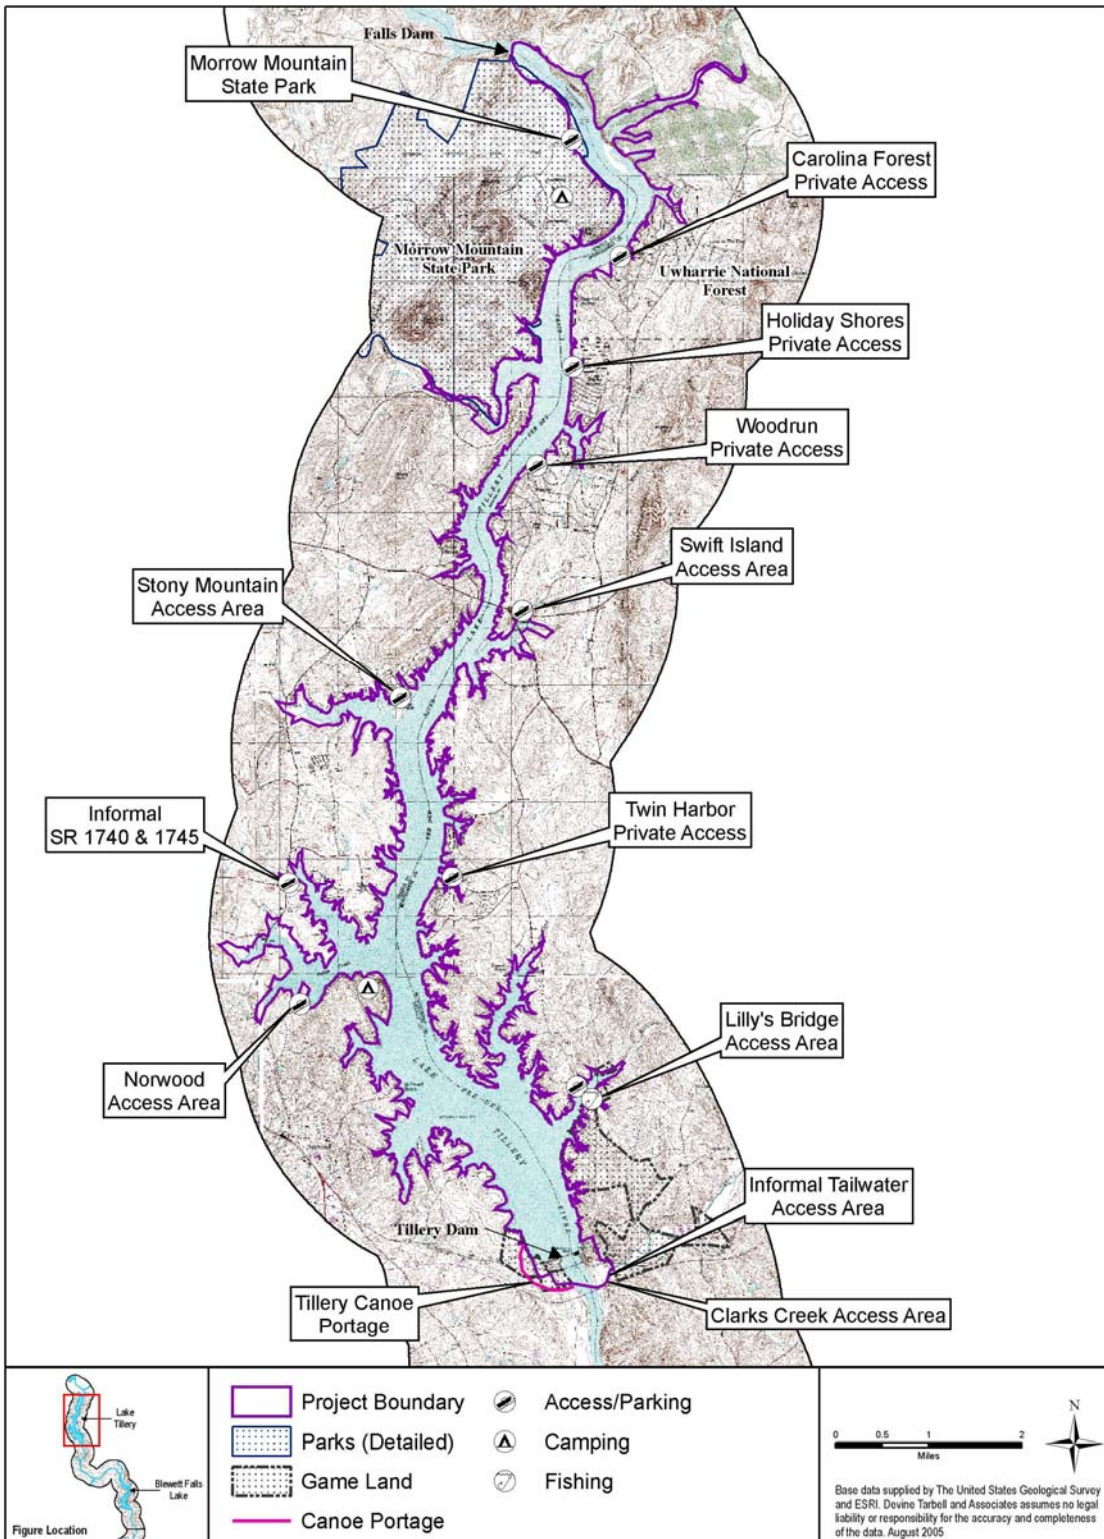 Falls Dam
Morrow Mountain
State Park
Carolina Forest
Private Access
Morrow Mountain
State Park
Uwharrie National
Forest
Holiday Shores
Private Access
Woodrun
Private Access
Swift Island
Access Area
Stony Mountain
Access Area
Informal
SR 1740 & 1745
Twin Harbor
Private Access
Lilly's Bridge
Access Area
Norwood
Access Area
LAKE
TILLERY
Informal Tailwater
Access Area
Tillery Dam
Tillery Canoe
Portage
Clarks Creek Access Area
Lake
Tillery
Blewett Falls
Lake
Figure Location
Project Boundary
Parks (Detailed)
Game Land
Canoe Portage
Access/Parking
Camping
Fishing
N
0 0.5 1 2
Miles
Base data supplied by The United States Geological Survey
and ESRI. Devine Tarbell and Associates assumes no legal
liability or responsibility for the accuracy and completeness
of the data. August 2005